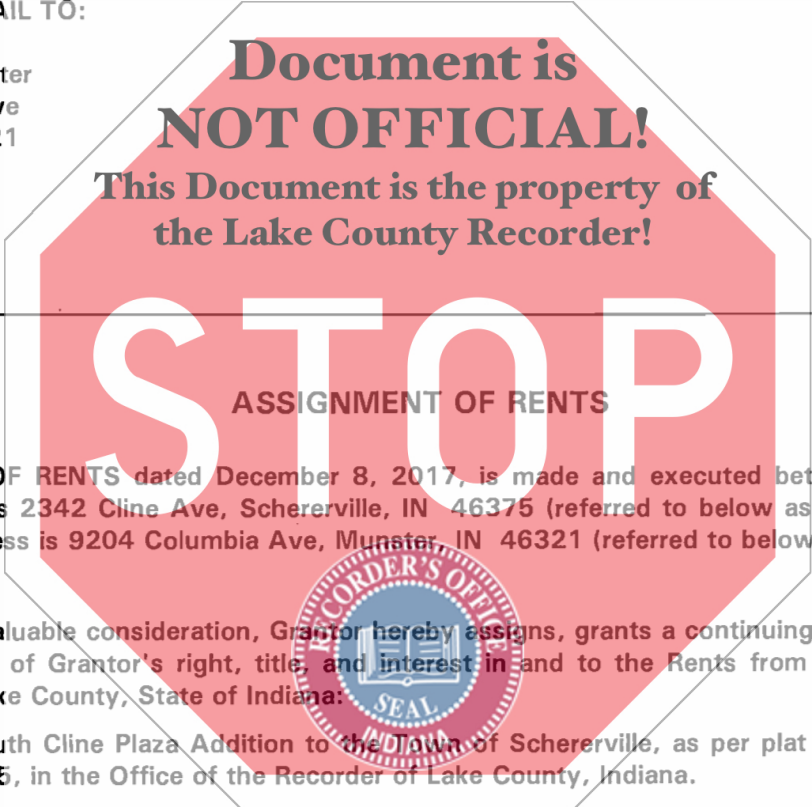 AIL TO:
ter
ve
21
Document is
NOT OFFICIAL!
This Document is the property of
the Lake County Recorder!
STOP
ASSIGNMENT OF RENTS
OF RENTS dated December 8, 2017, is made and executed bet
s 2342 Cline Ave, Schererville, IN 46375 (referred to below as
ess is 9204 Columbia Ave, Munster, IN 46321 (referred to below
RECORDER'S OFFICE
SEAL
INDIANA
aluable consideration, Grantor hereby assigns, grants a continuing
of Grantor's right, title, and interest in and to the Rents from
ke County, State of Indiana:
uth Cline Plaza Addition to the Town of Schererville, as per plat
5, in the Office of the Recorder of Lake County, Indiana.